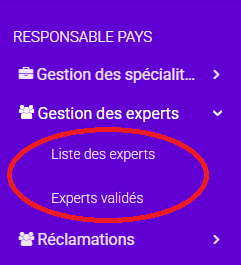 RESPONSABLE PAYS
Gestion des spécialit...
Gestion des experts
Liste des experts
Experts validés
Réclamations